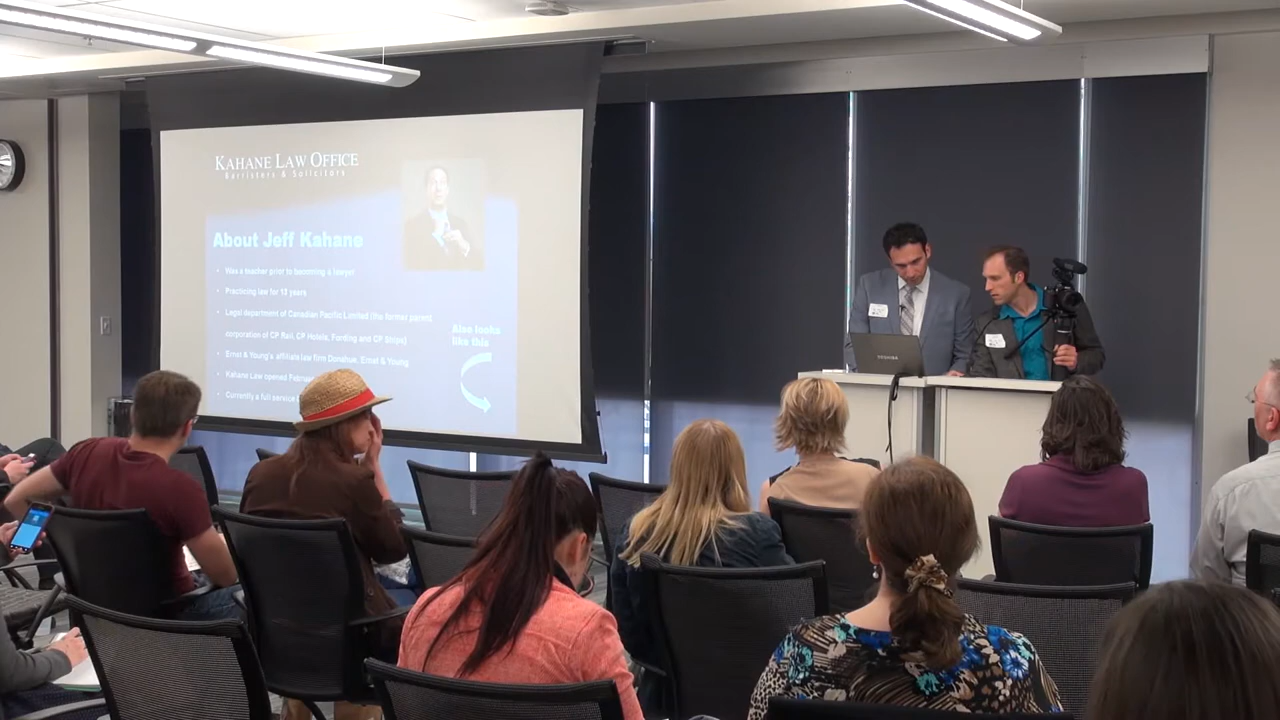 KAHANE LAW OFFICE
Barristers & Solicitors
About Jeff Kahane
• Was a teacher prior to becoming a lawyer
• Practicing law for 13 years
• Legal department of Canadian Pacific Limited (the former parent
corporation of CP Rail, CP Hotels, Fording and CP Ships)
• Ernst & Young's affiliate law firm Donahue, Ernst & Young
• Kahane Law opened
• Currently a full service
Also looks
like this
TOSHIBA